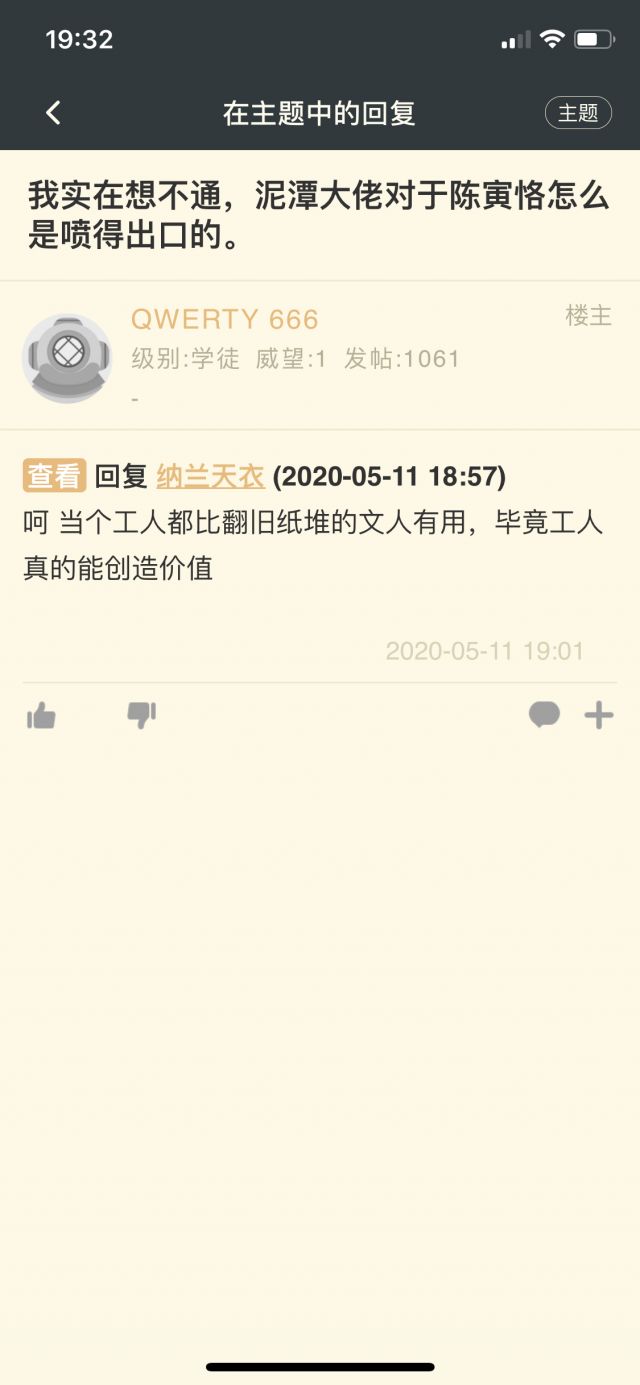 19:32
在主题中的回复
主题
我实在想不通，泥潭大佬对于陈寅恪怎么
是喷得出口的。
QWERTY 666
楼主
级别:学徒 威望:1 发帖:1061
-
查看 回复 纳兰天衣 (2020-05-11 18:57)
呵 当个工人都比翻旧纸堆的文人有用，毕竟工人
真的能创造价值
2020-05-11 19:01